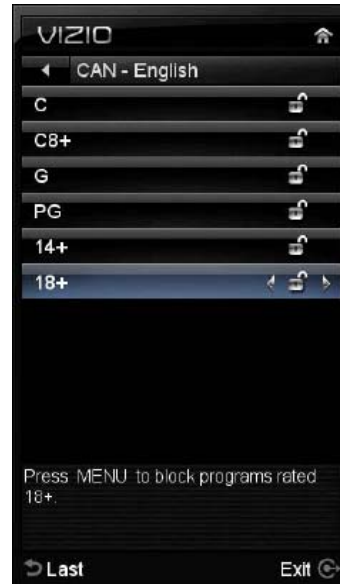 VIZIO
CAN - English
C
C8+
G
PG
14+
18+
Press MENU to block programs rated
18+.
Last Exit